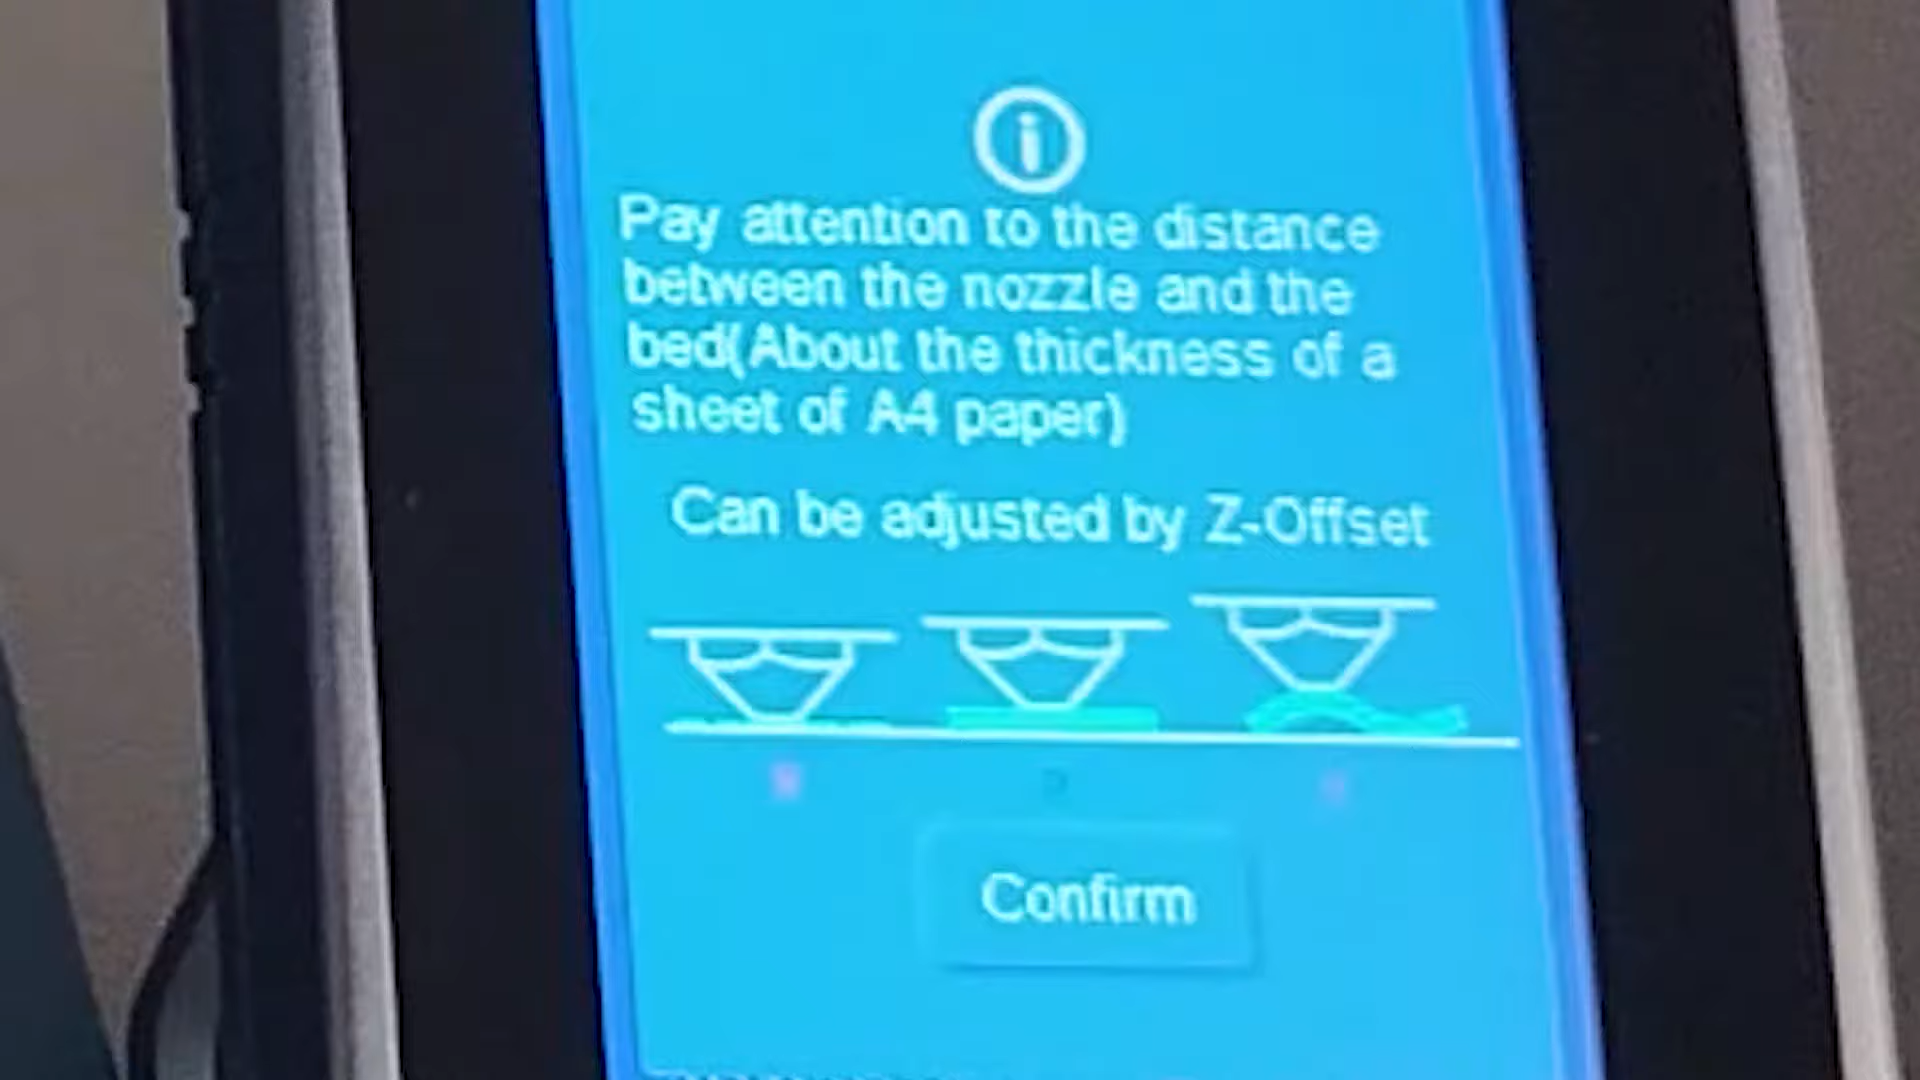 Pay attention to the distance
between the nozzle and the
bed(About the thickness of a
sheet of A4 paper)
Can be adjusted by Z-Offset
Confirm